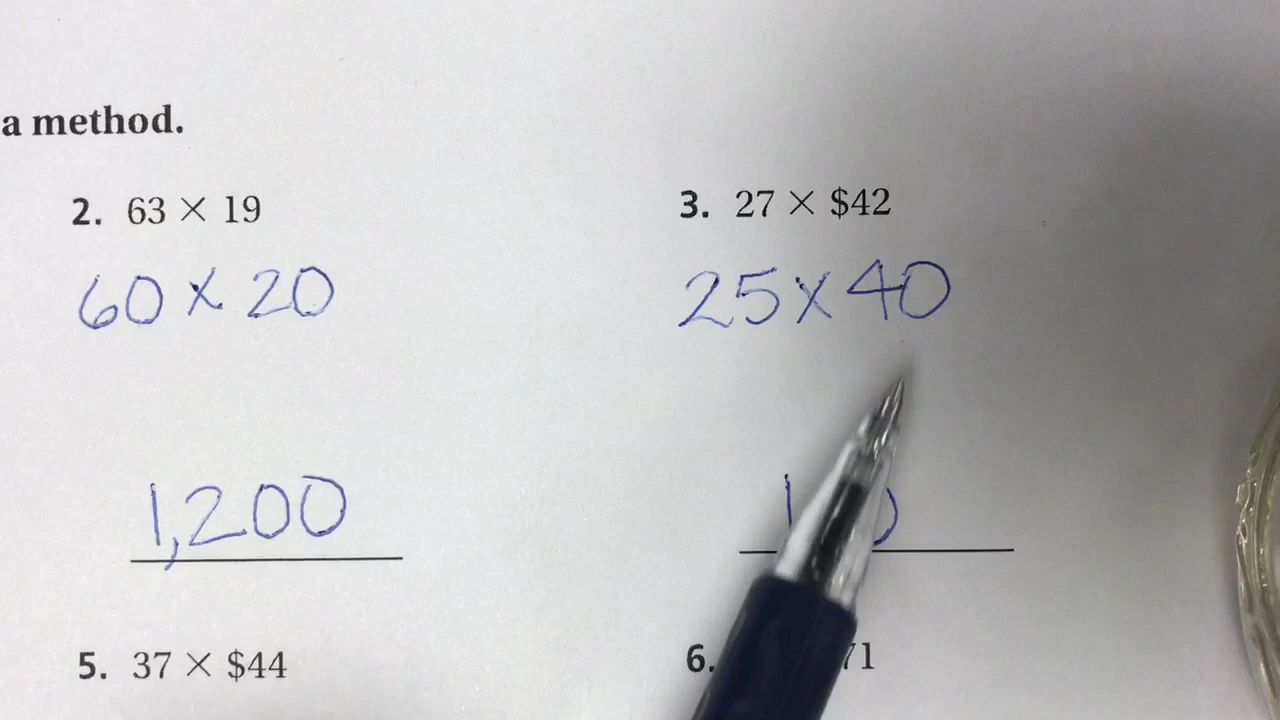 a method.
2. 63 × 19
3. 27 × $42
60 × 20
25 × 40
1,200
5. 37 × $44
6.